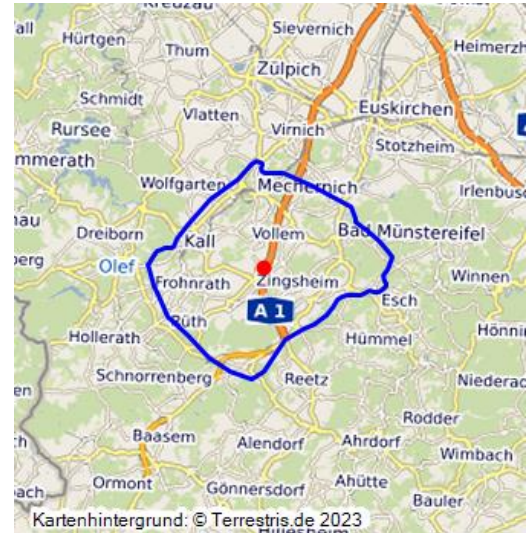 Kreuzau
Sievernich
Hürtgen
Thum
Heimerzh
Zülpich
Schmidt
Euskirchen
Vlatten
Rursee
Virnich
Stotzheim
mmerath
Wolfgarten
Mechernich
Irlenbusc
Dreiborn
Kall
Vollem
Bad Münstereifel
Olef
Frohnrath
Zingsheim
Winnen
Esch
A 1
Rüth
Hönnin
Hollerath
Hümmel
Schnorrenberg
Reetz
Niederad
Rodder
Baasem
Alendorf
Ahrdorf
Wimbach
Ormont
Gönnersdorf
Ahütte
Bauler
Kartenhintergrund: © Terrestris.de 2023